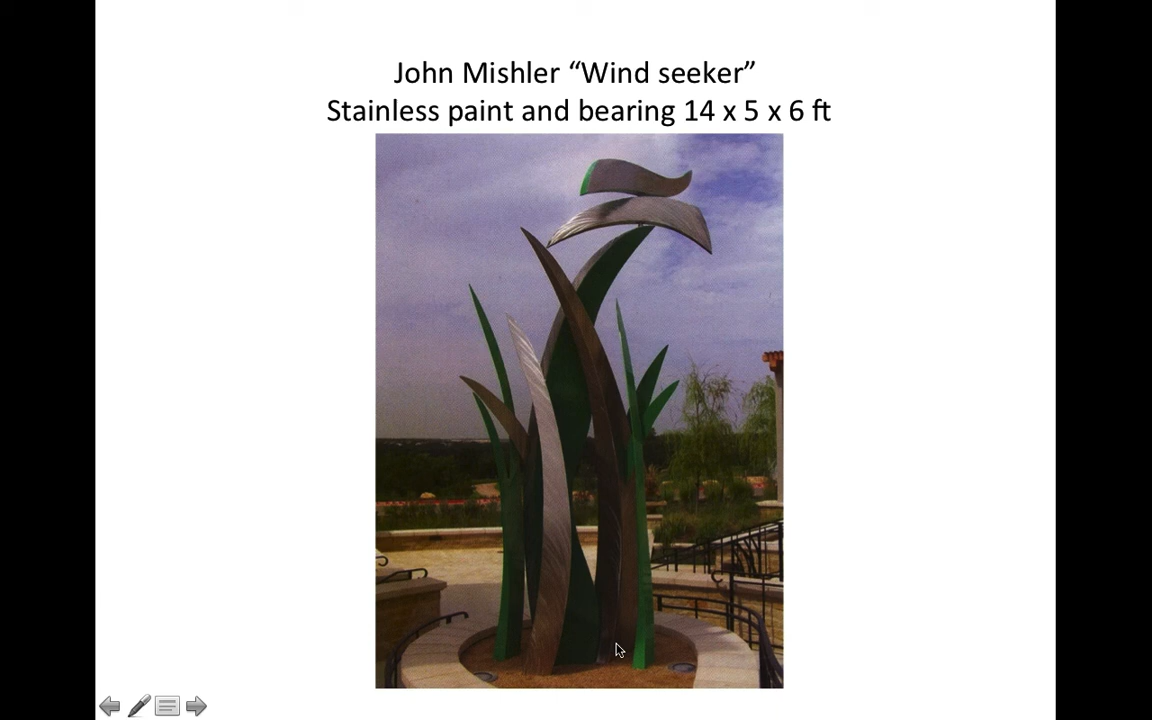 John Mishler “Wind seeker”
Stainless paint and bearing 14 x 5 x 6 ft